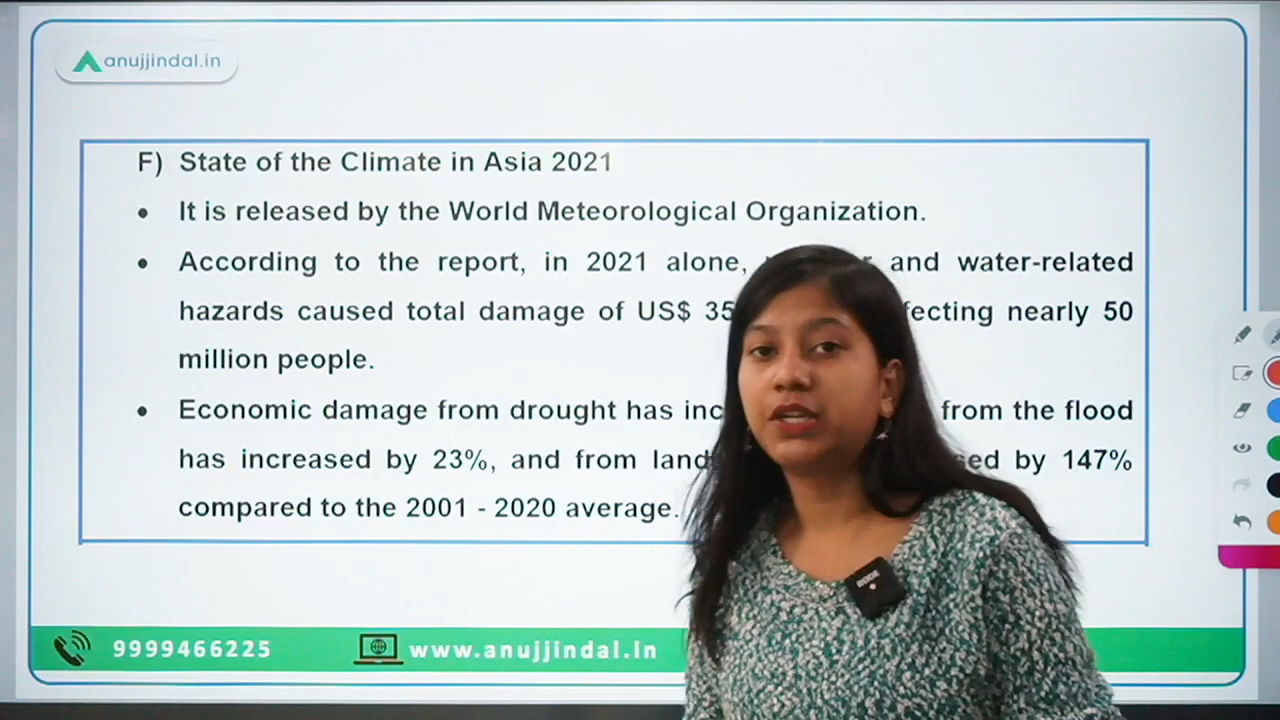 anujjindal.in
F) State of the Climate in Asia 2021
• It is released by the World Meteorological Organization.
• According to the report, in 2021 alone, and water-related
hazards caused total damage of US$ 35 fecting nearly 50
million people.
• Economic damage from drought has inc from the flood
has increased by 23%, and from land sed by 147%
compared to the 2001 - 2020 average.
RODE
9999466225 www.anujjindal.in